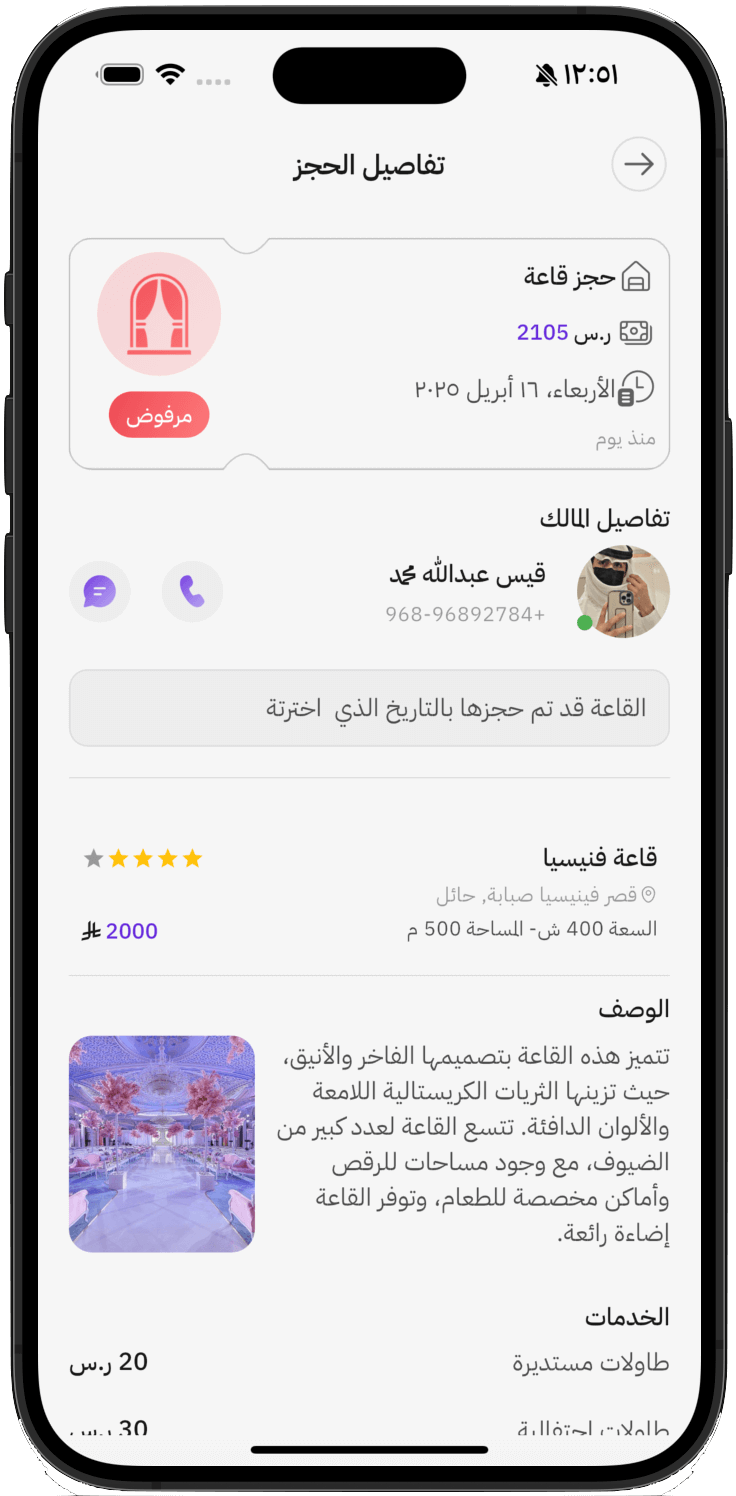 ١٢:٥١
تفاصيل الحجز
حجز قاعة
2105 ر.س
الأربعاء، ١٦ أبريل ٢٠٢٥
منذ يوم
مرفوض
تفاصيل المالك
قيس عبدالله محمد
968-96892784+
القاعة قد تم حجزها بالتاريخ الذي اخترتة
قاعة فنيسيا
قصر فينيسيا صبابة, حائل
السعة 400 ش- المساحة 500 م
2000
الوصف
تتميز هذه القاعة بتصميمها الفاخر والأنيق،
حيث تزينها الثريات الكريستالية اللامعة
والألوان الدافئة. تتسع القاعة لعدد كبير من
الضيوف، مع وجود مساحات للرقص
وأماكن مخصصة للطعام، وتوفر القاعة
إضاءة رائعة.
الخدمات
طاولات مستديرة
20 ر.س
طاولات احتفالية
30 ر.س